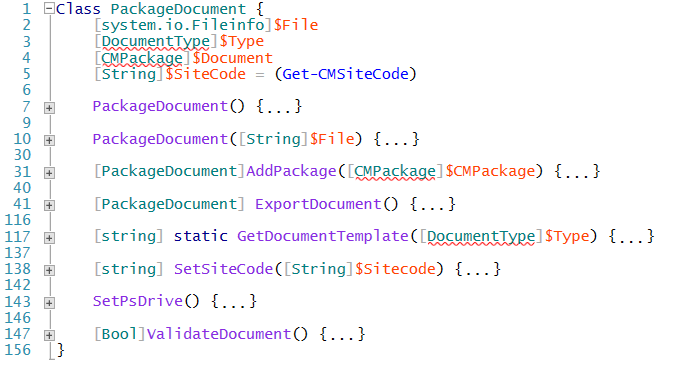 1 Class PackageDocument {
2 [system.io.Fileinfo]$File
3 [DocumentType]$Type
4 [CMPackage]$Document
5 [String]$SiteCode = (Get-CMSiteCode)
6
7 PackageDocument() {...}
9
10 PackageDocument([String]$File) {...}
30
31 [PackageDocument]AddPackage([CMPackage]$CMPackage) {...}
40
41 [PackageDocument] ExportDocument() {...}
116
117 [string] static GetDocumentTemplate([DocumentType]$Type) {...}
137
138 [string] SetSiteCode([String]$Sitecode) {...}
142
143 SetPsDrive() {...}
146
147 [Bool]ValidateDocument() {...}
156 }